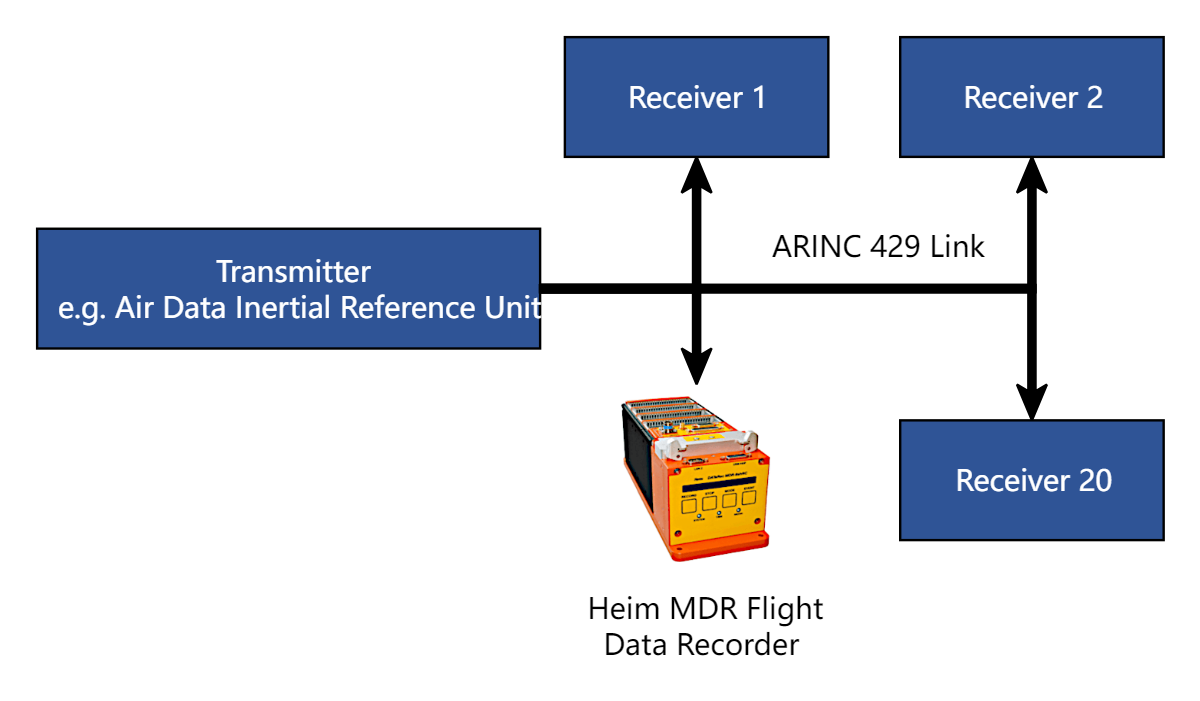 Receiver 1
Receiver 2
ARINC 429 Link
Transmitter
e.g. Air Data Inertial Reference Unit
Receiver 20
Heim MDR Flight
Data Recorder